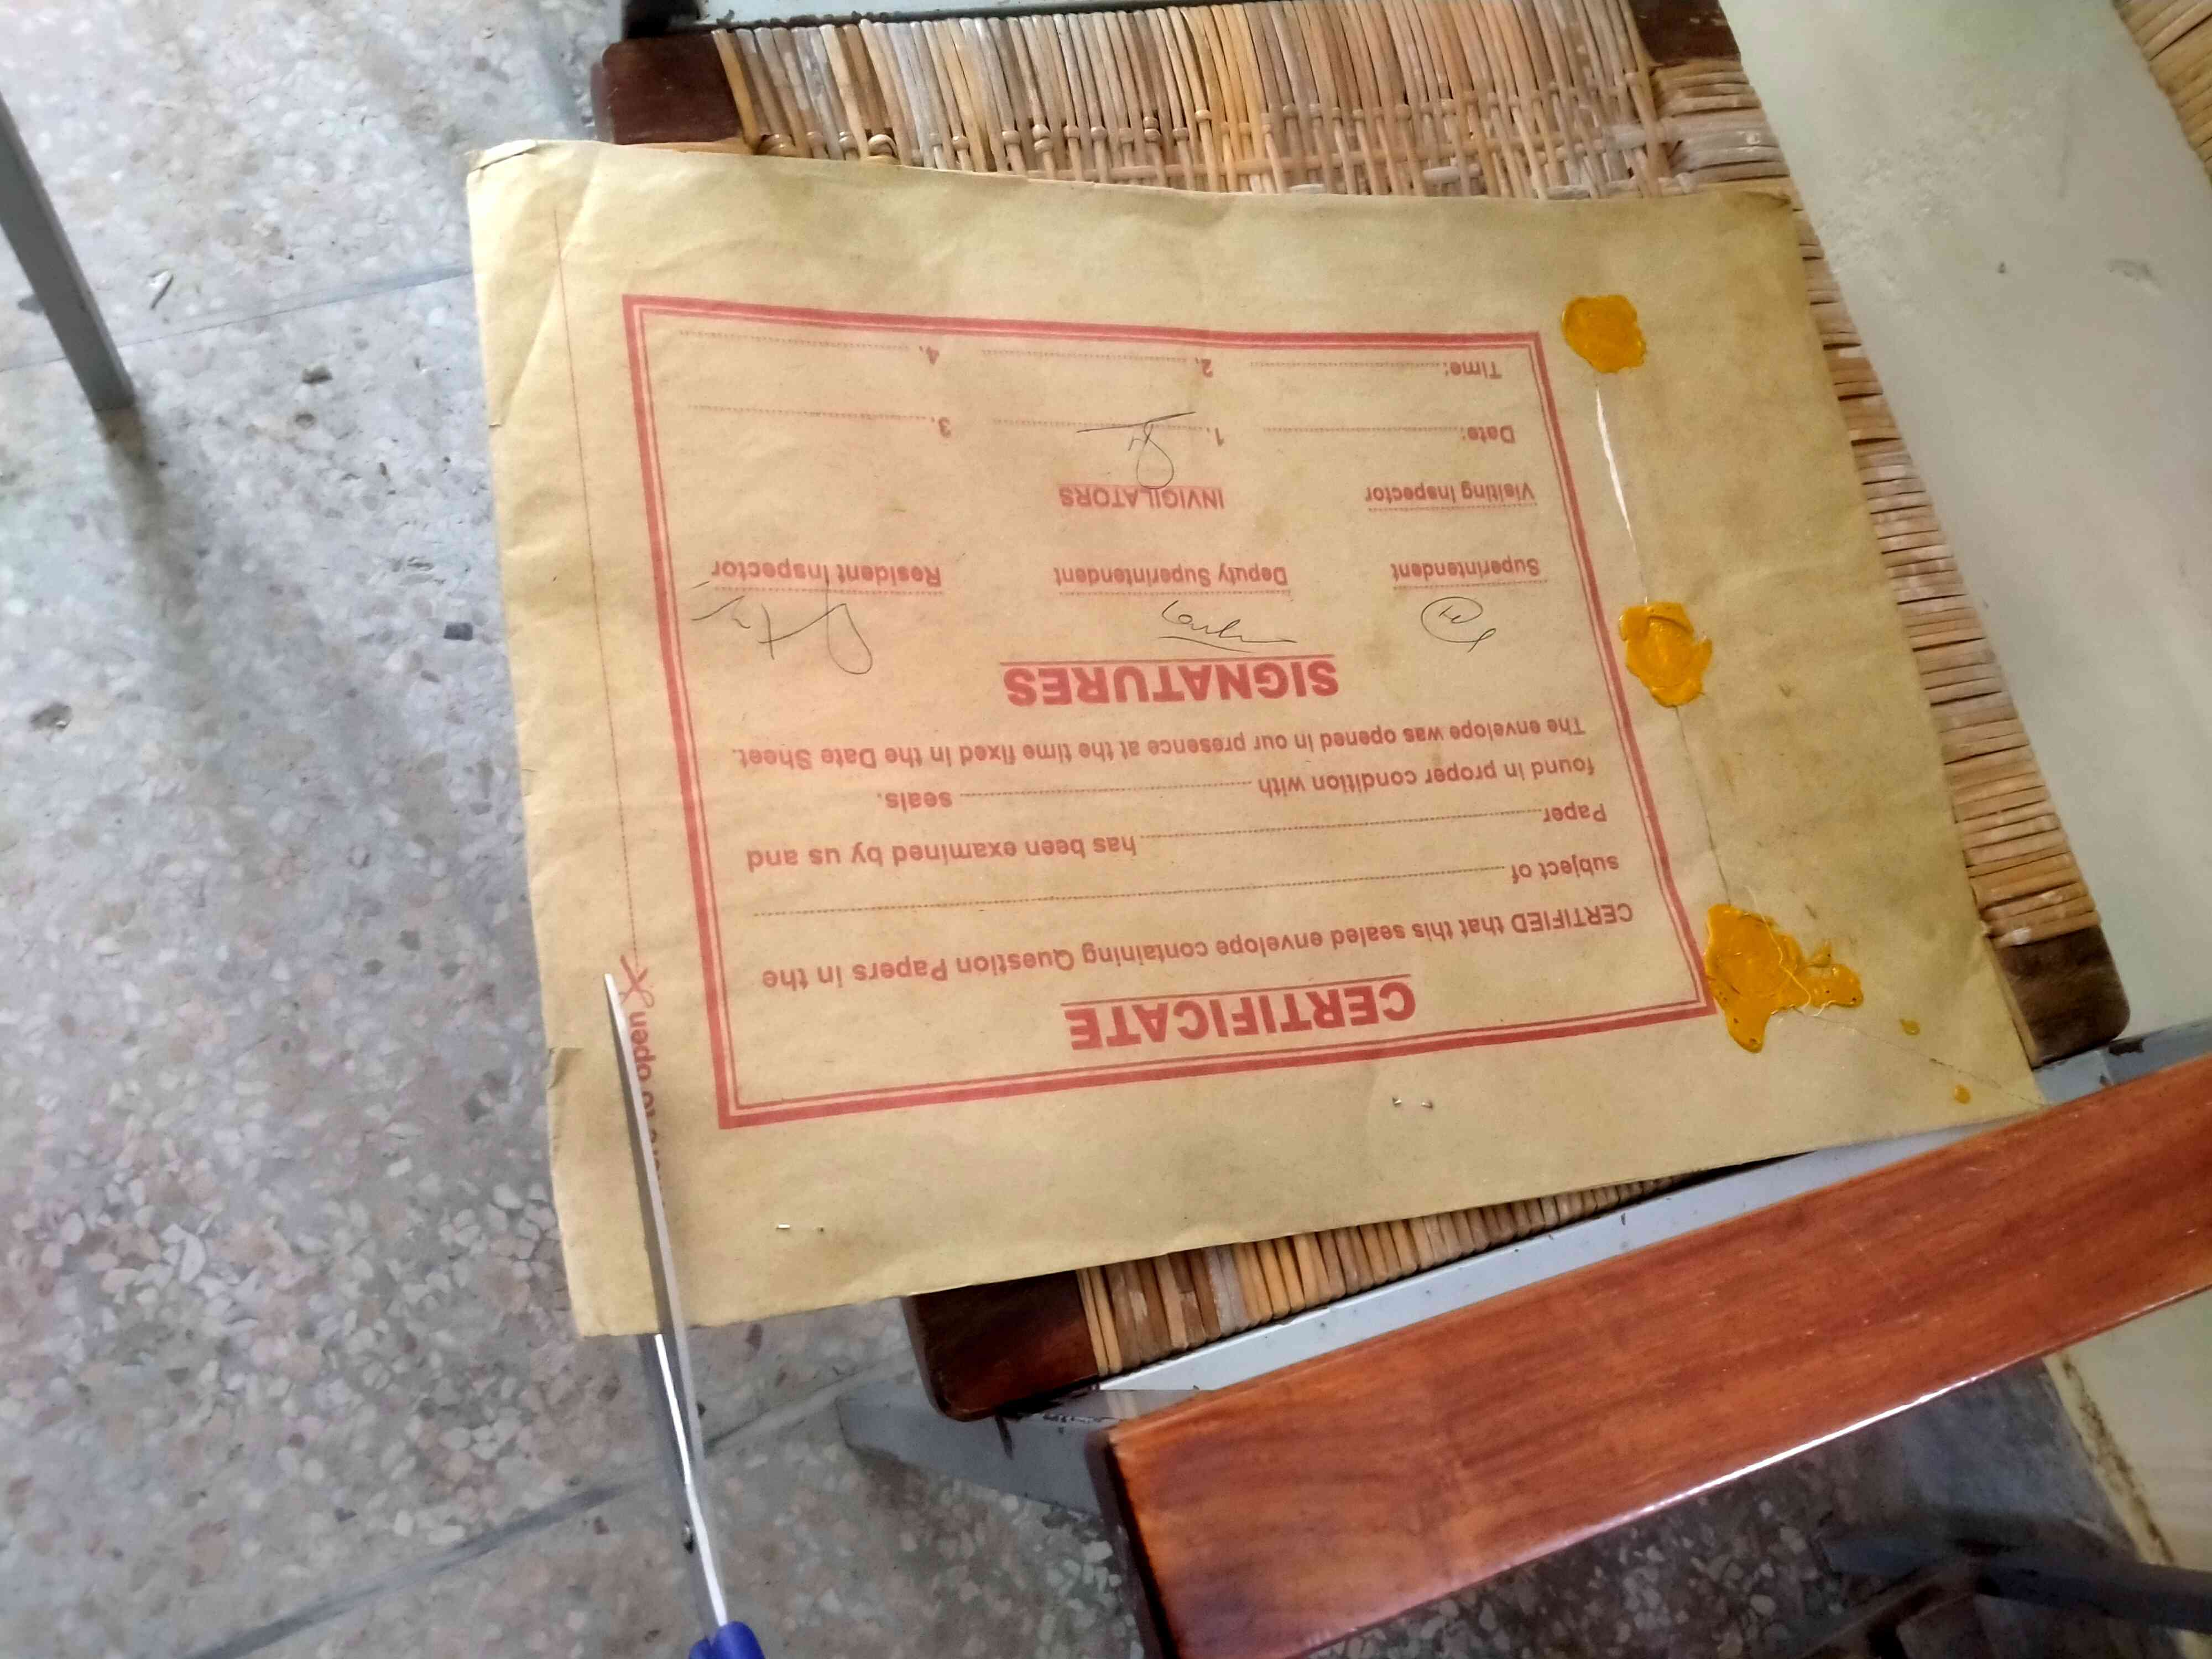 CERTIFICATE
CERTIFIED that this sealed envelope containing Question Papers in the
subject of
Paper has been examined by us and
found in proper condition with seals.
The envelope was opened in our presence at the time fixed in the Date Sheet.
SIGNATURES
Superintendent Deputy Superintendent Resident Inspector
Visiting Inspector INVIGILATORS
Date: 1. 3.
Time: 2. 4.
to open